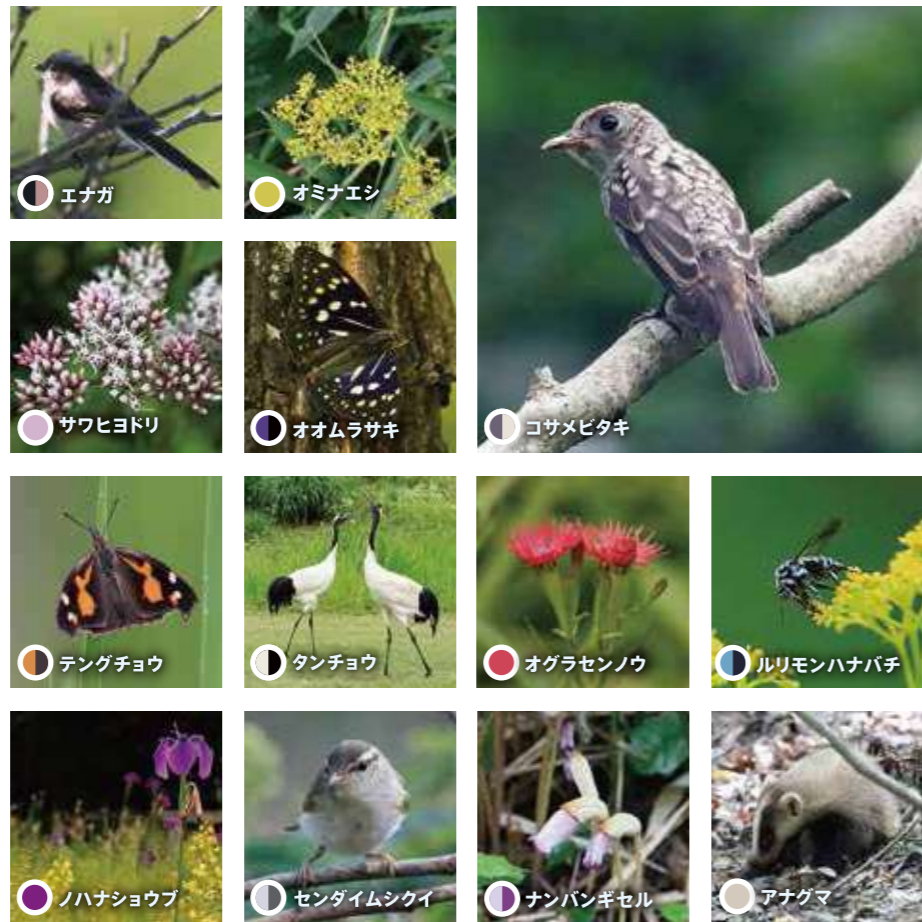 エナガ
オミナエシ
コサメビタキ
サワヒヨドリ
オオムラサキ
テングチョウ
タンチョウ
オグラセンノウ
ルリモンハナバチ
ノハナショウブ
センダイムシクイ
ナンバンギセル
アナグマ